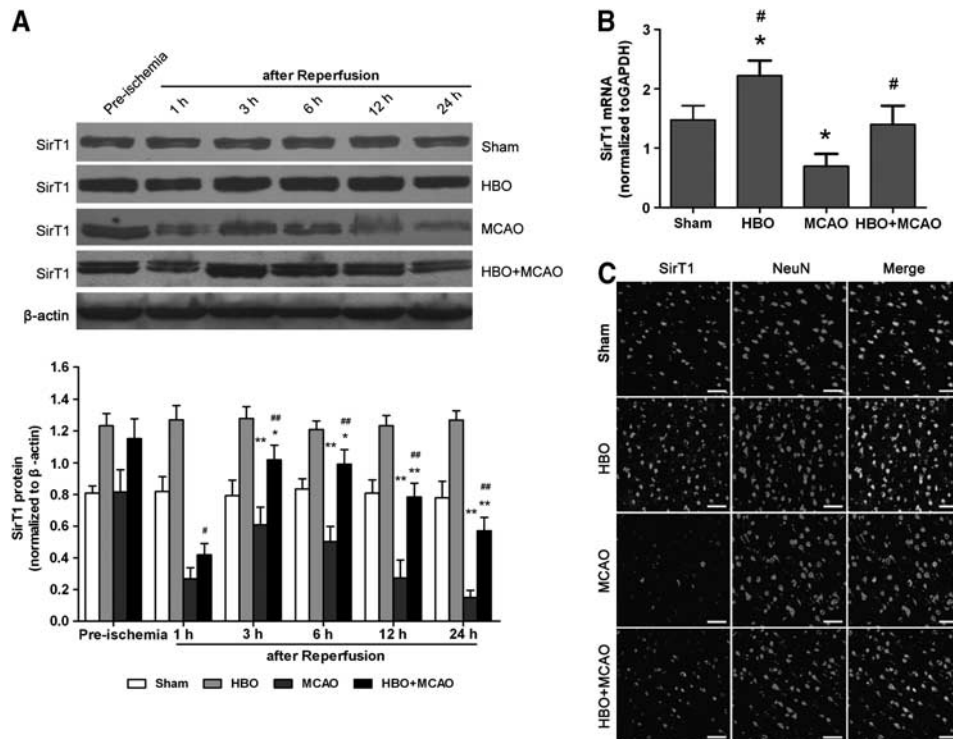 A
after Reperfusion
Pre-ischemia 1 h 3 h 6 h 12 h 24 h
SirT1 Sham
SirT1 HBO
SirT1 MCAO
SirT1 HBO+MCAO
β-actin
SirT1 protein
(normalized to β -actin)
1.6
1.4
1.2
1.0
0.8
0.6
0.4
0.2
0.0
#
** ## *
** ## *
** ## **
** ## **
Pre-ischemia 1 h 3 h 6 h 12 h 24 h
after Reperfusion
Sham HBO MCAO HBO+MCAO
B
SirT1 mRNA
(normalized toGAPDH)
3
2
1
0
#
*
*
#
Sham HBO MCAO HBO+MCAO
C
SirT1 NeuN Merge
Sham
HBO
MCAO
HBO+MCAO